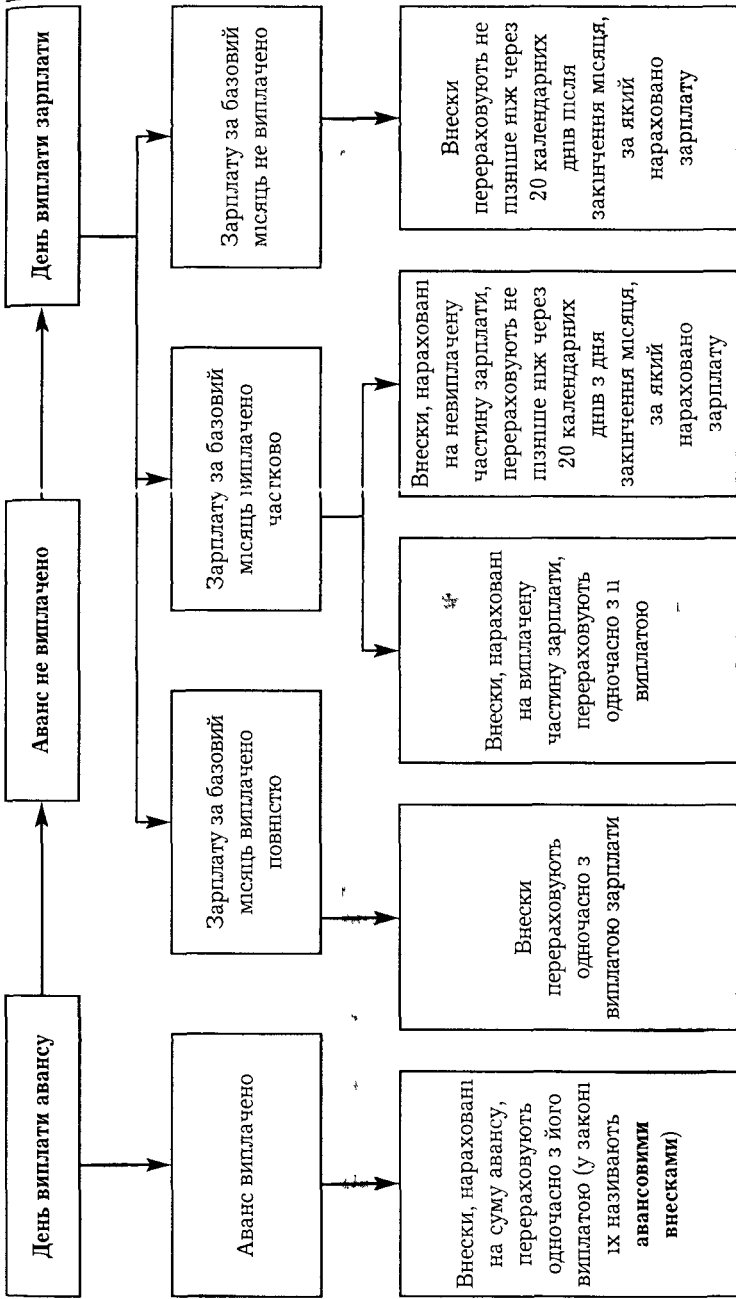 День виплати авансу
Аванс не виплачено
День виплати зарплати
Аванс виплачено
Зарплату за базовий
місяць виплачено
повністю
Зарплату за базовий
місяць виплачено
частково
Зарплату за базовий
місяць не виплачено
Внески, нараховані
на суму авансу,
перераховують
одночасно з його
виплатою (у законі
їх називають
авансовими
внесками)
Внески
перераховують
одночасно з
виплатою зарплати
Внески, нараховані
на виплачену
частину зарплати,
перераховують
одночасно з її
виплатою
Внески, нараховані
на невиплачену
частину зарплати,
перераховують не
пізніше ніж через
20 календарних
днів з дня
закінчення місяця,
за який
нараховано
зарплату
Внески
перераховують не
пізніше ніж через
20 календарних
днів після
закінчення місяця,
за який
нараховано
зарплату